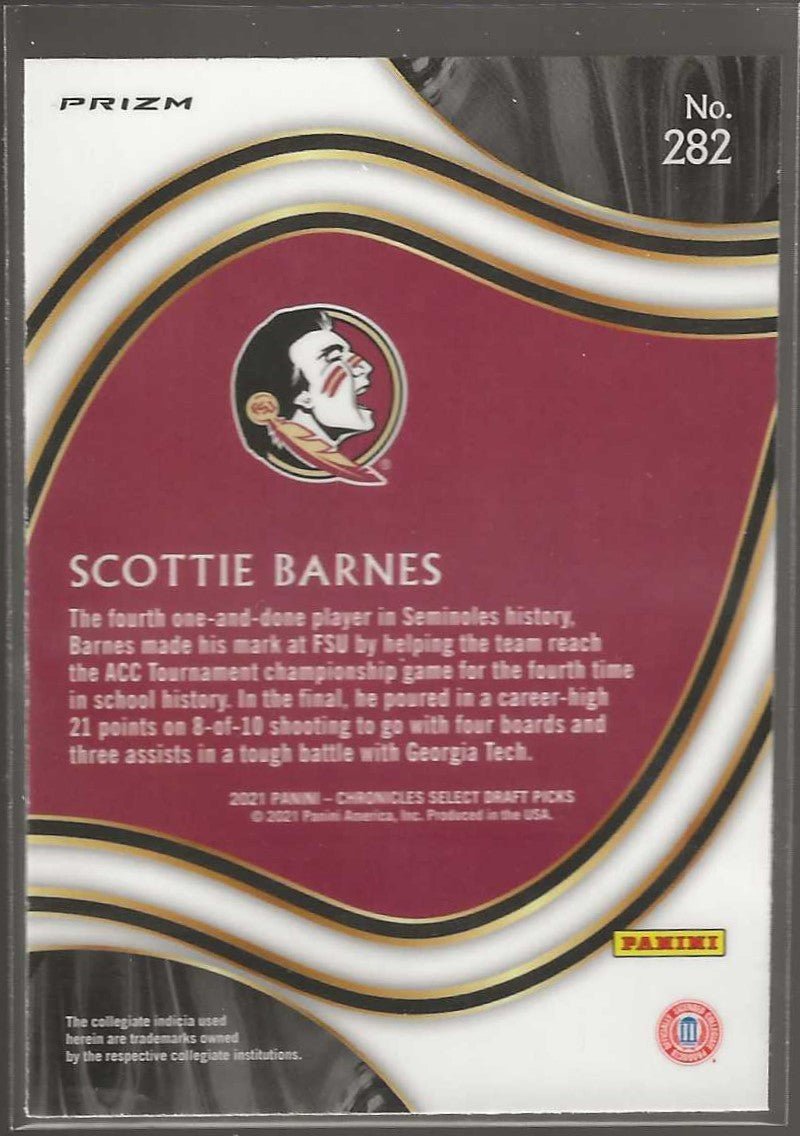 PRIZM
No.
282
SCOTTIE BARNES
The fourth one-and-done player in Seminoles history,
Barnes made his mark at FSU by helping the team reach
the ACC Tournament championship game for the fourth time
in school history. In the final, he poured in a career-high
21 points on 8-of-10 shooting to go with four boards and
three assists in a tough battle with Georgia Tech.
2021 PANINI – CHRONICLES SELECT DRAFT PICKS
© 2021 Panini America, Inc. Produced in the USA.
PANINI
The collegiate indicia used
herein are trademarks owned
by the respective collegiate institutions.
OFFICIALLY LICENSED COLLEGIATE PRODUCTS